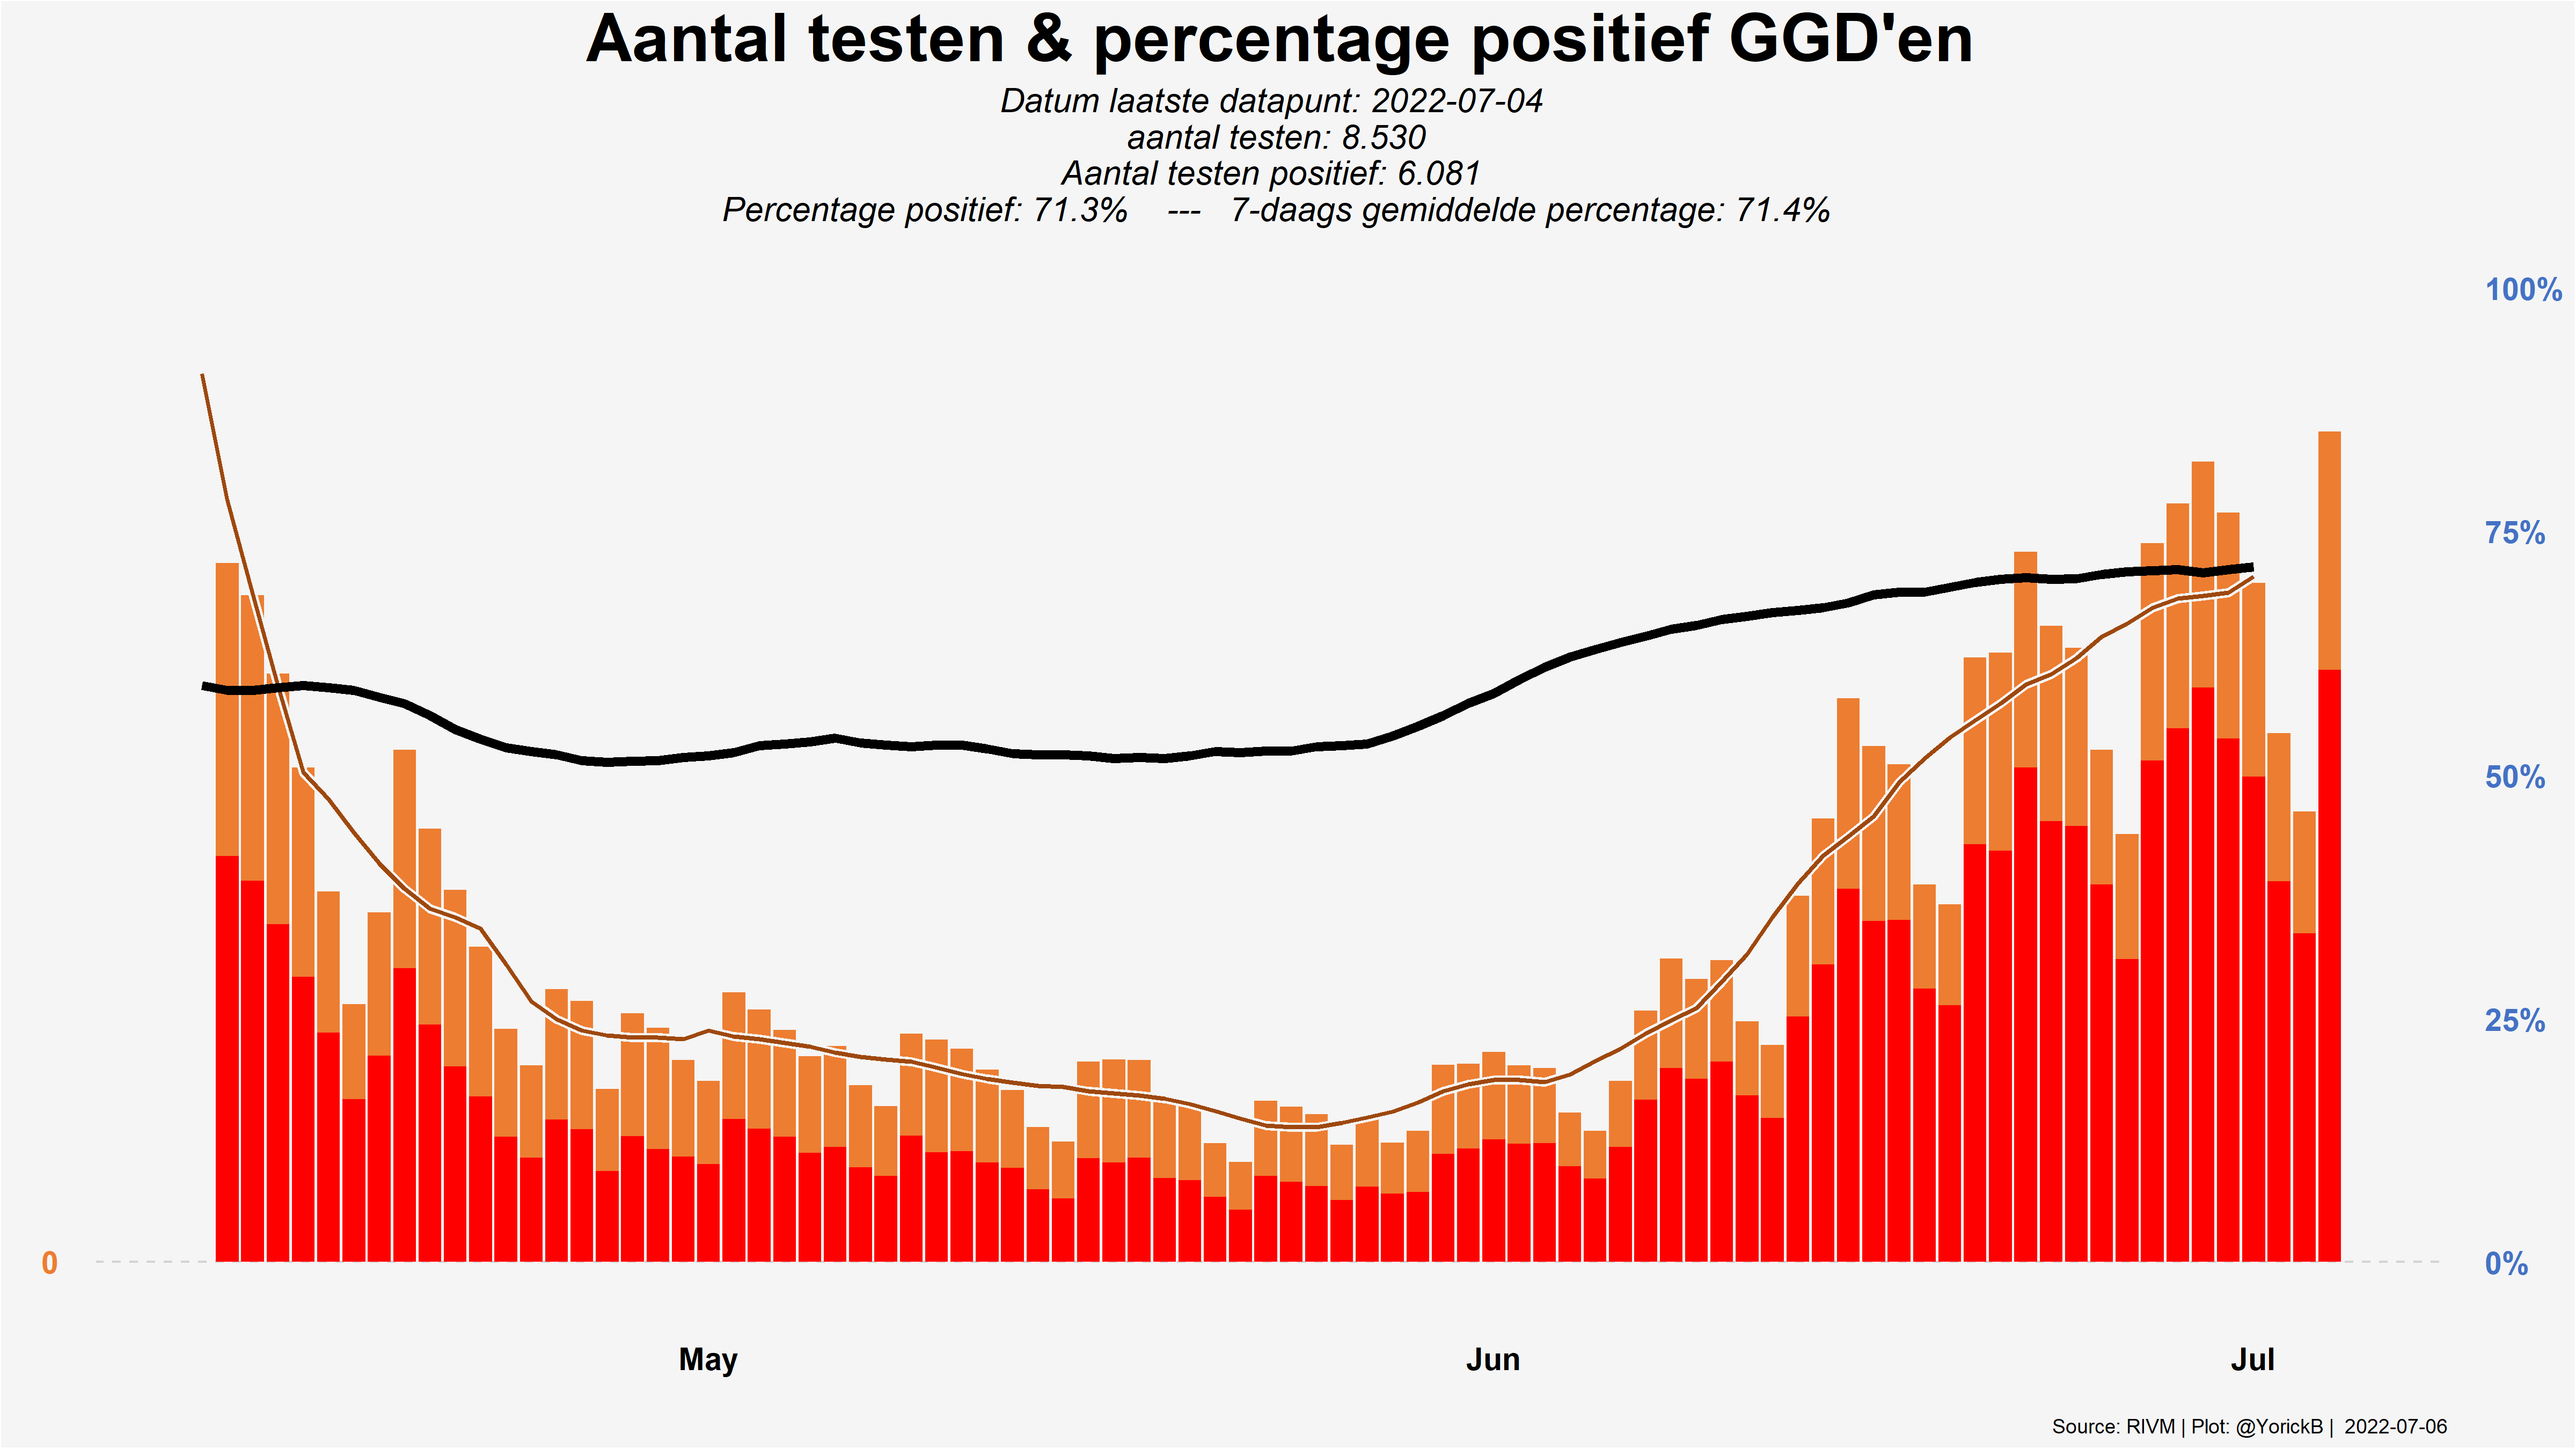 Aantal testen & percentage positief GGD'en
Datum laatste datapunt: 2022-07-04
aantal testen: 8.530
Aantal testen positief: 6.081
Percentage positief: 71.3% --- 7-daags gemiddelde percentage: 71.4%
100%
75%
50%
25%
0 0%
May Jun Jul
Source: RIVM | Plot: @YorickB | 2022-07-06